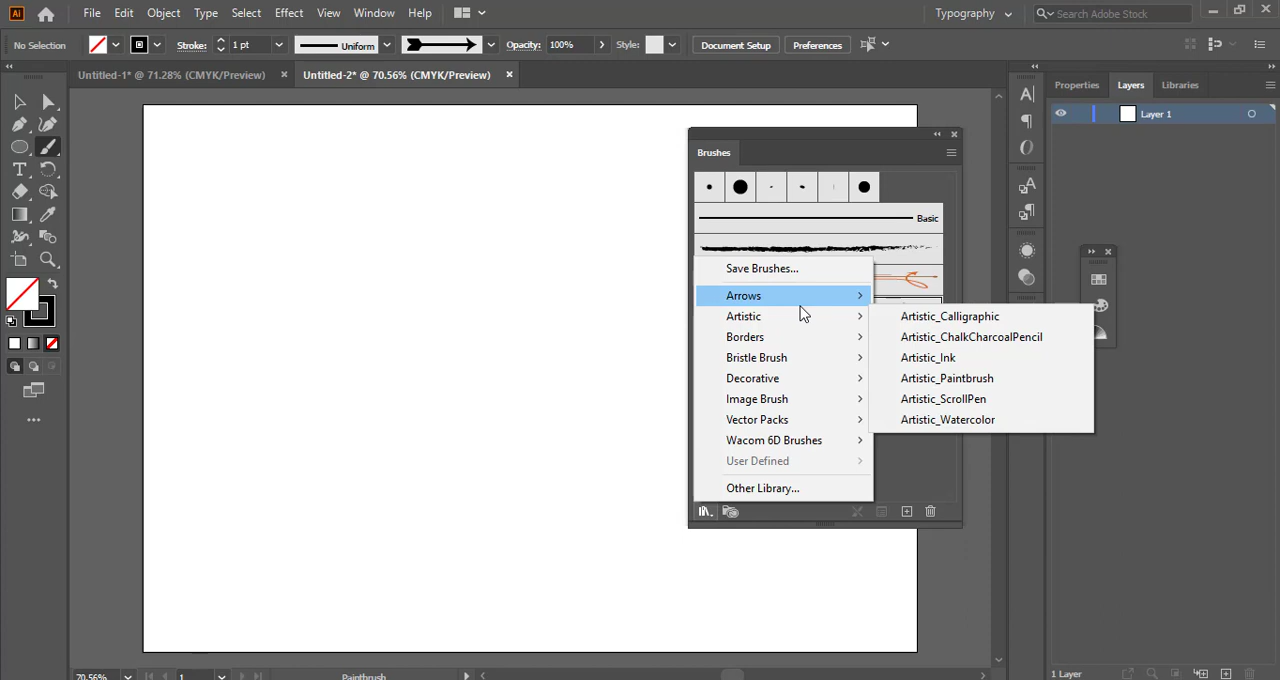 Ai File Edit Object Type Select Effect View Window Help Typography Search Adobe Stock
No Selection Stroke: 1 pt Uniform Opacity: 100% Style: Document Setup Preferences
Untitled-1* @ 71.28% (CMYK/Preview) Untitled-2* @ 70.56% (CMYK/Preview)
Properties Layers Libraries
Layer 1
Brushes
Basic
Save Brushes...
Arrows
Artistic
Borders
Bristle Brush
Decorative
Image Brush
Vector Packs
Wacom 6D Brushes
User Defined
Other Library...
Artistic_Calligraphic
Artistic_ChalkCharcoalPencil
Artistic_Ink
Artistic_Paintbrush
Artistic_ScrollPen
Artistic_Watercolor
70.56% 1 Paintbrush
1 Layer